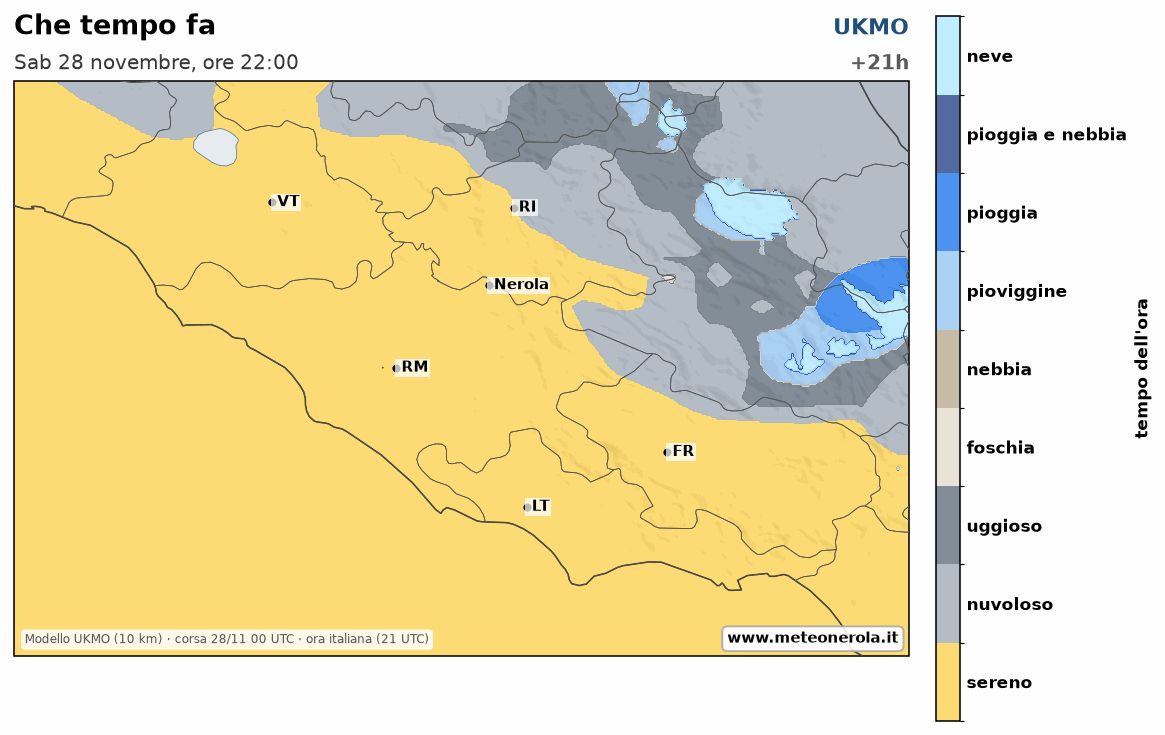 Che tempo fa
UKMO
Sab 28 novembre, ore 22:00
+21h
neve
pioggia e nebbia
pioggia
pioviggine
nebbia
foschia
uggioso
nuvoloso
sereno
tempo dell'ora
VT
RI
Nerola
RM
FR
LT
Modello UKMO (10 km) · corsa 28/11 00 UTC · ora italiana (21 UTC)
www.meteonerola.it